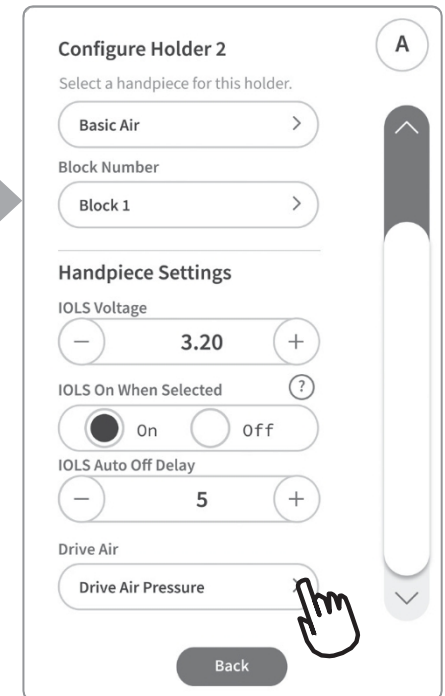 Configure Holder 2
A
Select a handpiece for this holder.
Basic Air
Block Number
Block 1
Handpiece Settings
IOLS Voltage
− 3.20 +
IOLS On When Selected ?
On Off
IOLS Auto Off Delay
− 5 +
Drive Air
Drive Air Pressure
Back